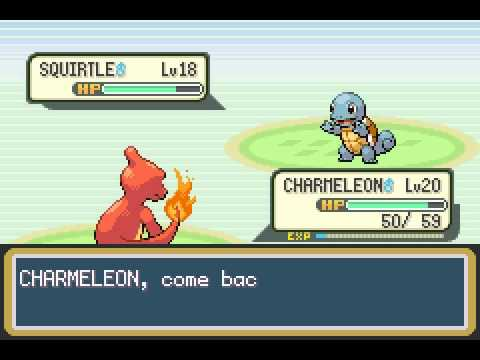 SQUIRTLE♂ Lv18
HP
CHARMELEON♂ Lv20
HP
50/ 59
EXP
CHARMELEON, come bac